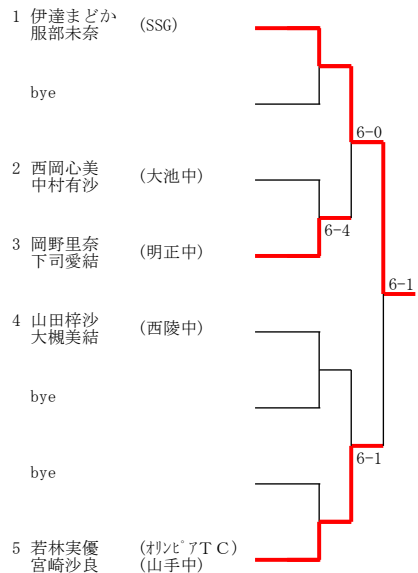 1 伊達まどか (SSG)
服部未奈
bye
6-0
2 西岡心美 (大池中)
中村有沙
6-4
3 岡野里奈 (明正中)
下司愛結
6-1
4 山田梓沙 (西陵中)
大槻美結
bye
6-1
bye
5 若林実優 (ｵﾘﾝﾋﾟｱＴＣ)
宮崎沙良 (山手中)